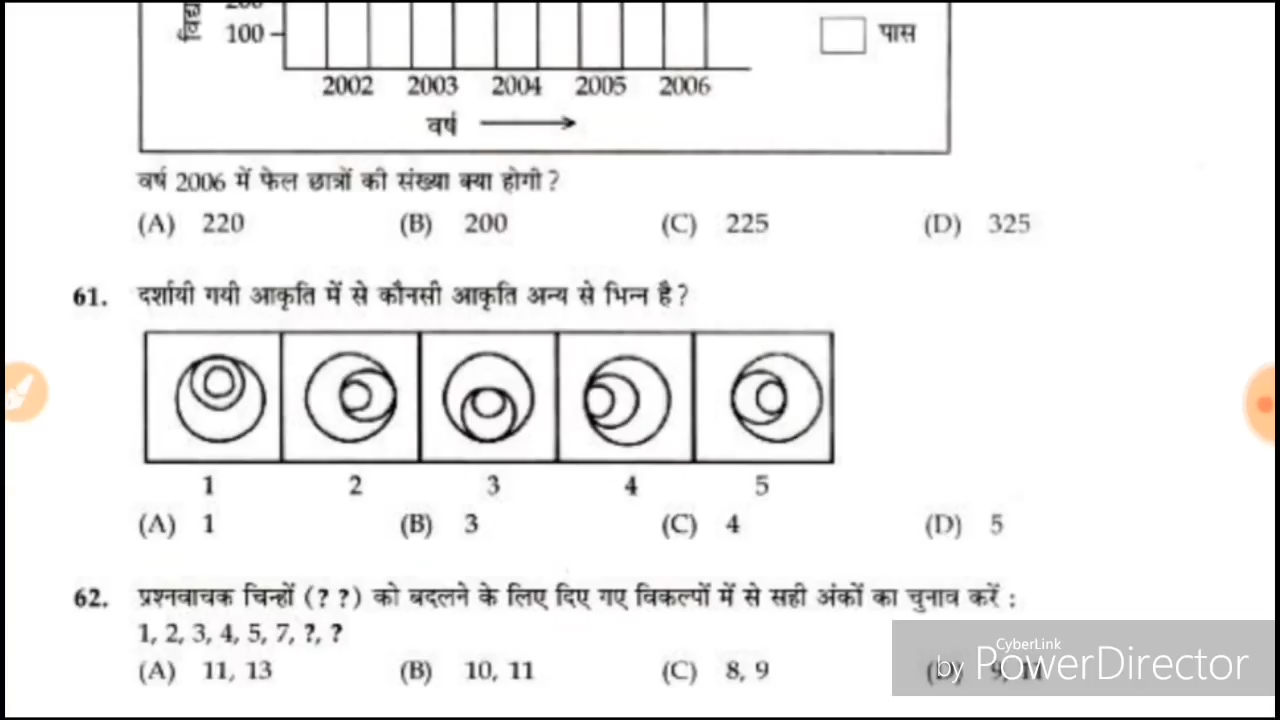 विद्य
200
100
पास
2002 2003 2004 2005 2006
वर्ष
वर्ष 2006 में फेल छात्रों की संख्या क्या होगी ?
(A) 220 (B) 200 (C) 225 (D) 325
61. दर्शायी गयी आकृति में से कौनसी आकृति अन्य से भिन्न है ?
1 2 3 4 5
(A) 1 (B) 3 (C) 4 (D) 5
62. प्रश्नवाचक चिन्हों (? ?) को बदलने के लिए दिए गए विकल्पों में से सही अंकों का चुनाव करें :
1, 2, 3, 4, 5, 7, ?, ?
(A) 11, 13 (B) 10, 11 (C) 8, 9 (D)
CyberLink
by PowerDirector